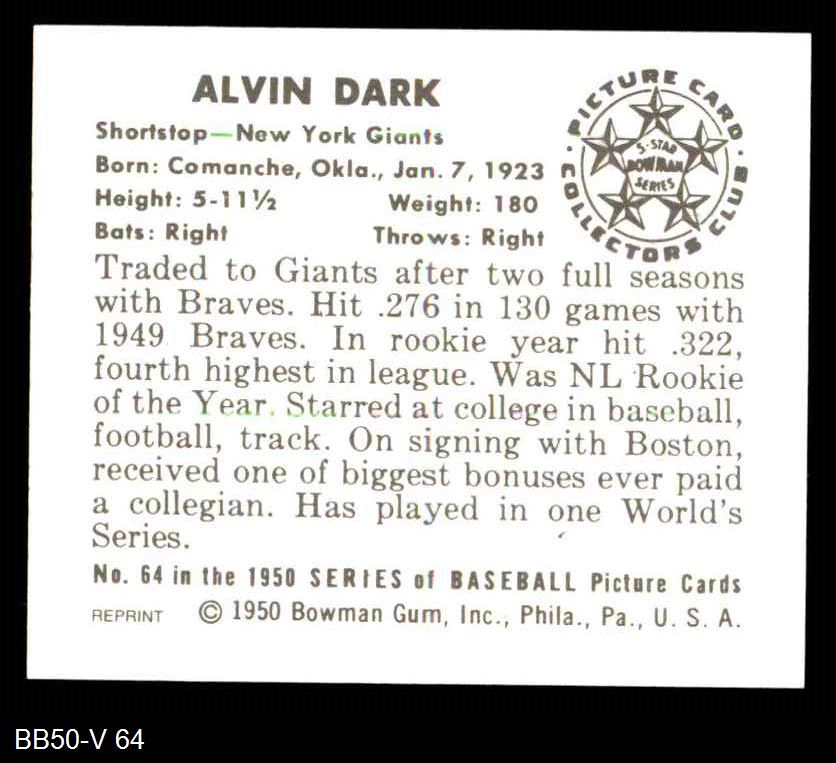 ALVIN DARK
Shortstop—New York Giants
Born: Comanche, Okla., Jan. 7, 1923
Height: 5-11½ Weight: 180
Bats: Right Throws: Right
PICTURE CARD
COLLECTORS CLUB
5-STAR
BOWMAN
SERIES
Traded to Giants after two full seasons
with Braves. Hit .276 in 130 games with
1949 Braves. In rookie year hit .322,
fourth highest in league. Was NL Rookie
of the Year. Starred at college in baseball,
football, track. On signing with Boston,
received one of biggest bonuses ever paid
a collegian. Has played in one World's
Series.
No. 64 in the 1950 SERIES of BASEBALL Picture Cards
REPRINT © 1950 Bowman Gum, Inc., Phila., Pa., U. S. A.
BB50-V 64